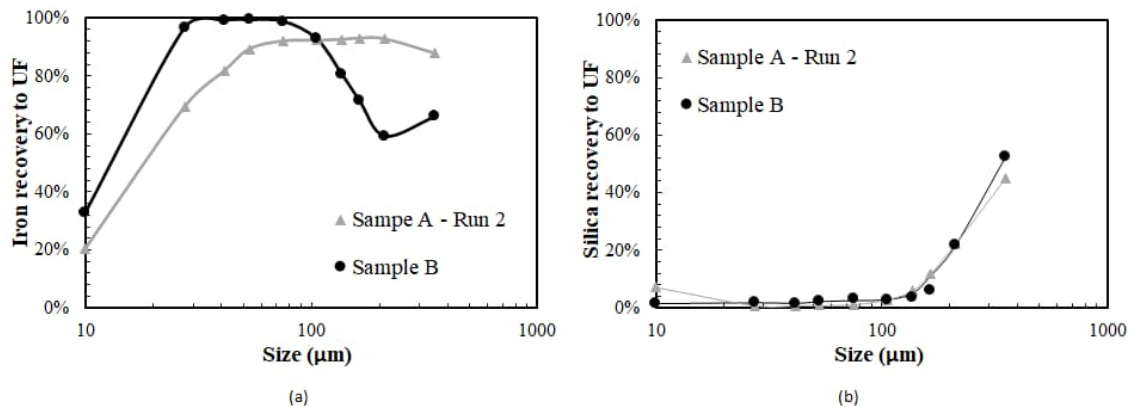 100%
80%
60%
40%
20%
0%
Iron recovery to UF
Sampe A - Run 2
Sample B
10
100
1000
Size (μm)
(a)
100%
80%
60%
40%
20%
0%
Silica recovery to UF
Sample A - Run 2
Sample B
10
100
1000
Size (μm)
(b)